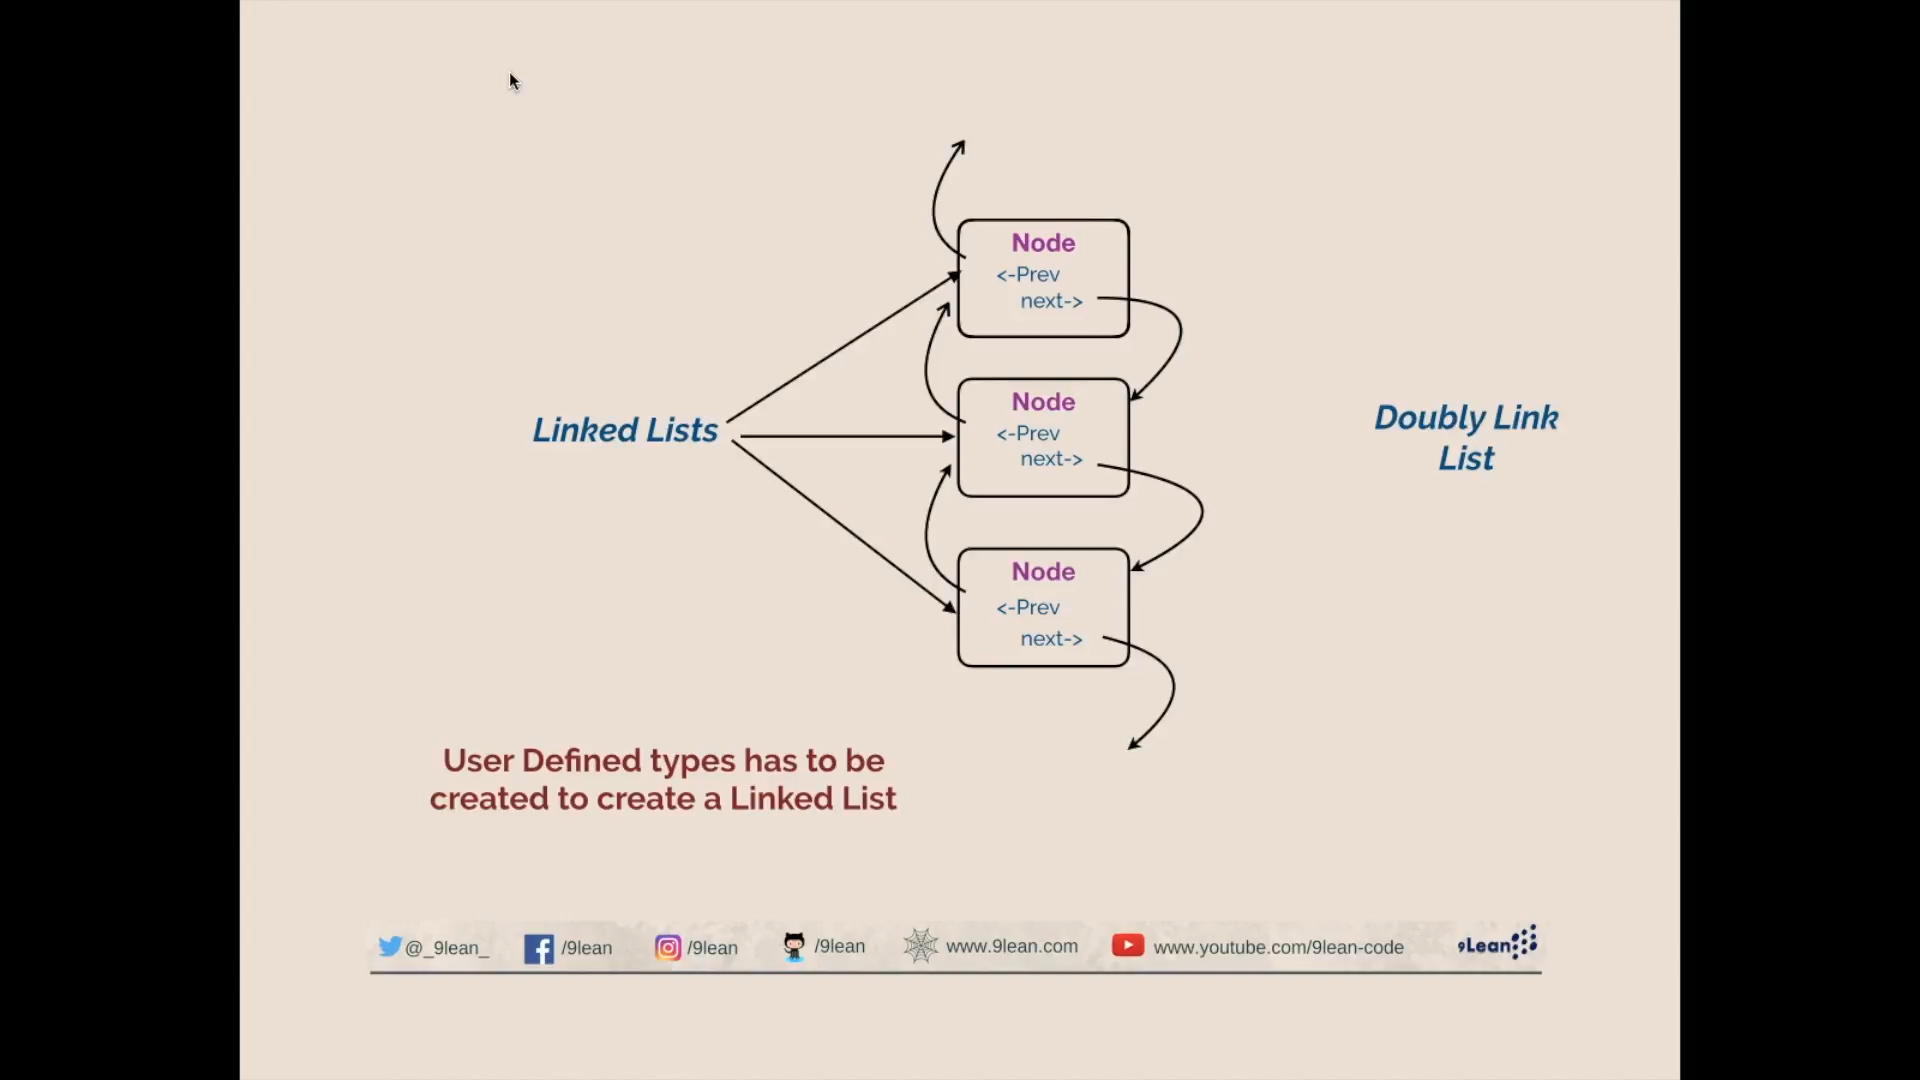 Node
<-Prev
next->
Linked Lists
Node
<-Prev
next->
Doubly Link
List
Node
<-Prev
next->
User Defined types has to be
created to create a Linked List
@_9lean_ /9lean /9lean /9lean www.9lean.com www.youtube.com/9lean-code 9Lean